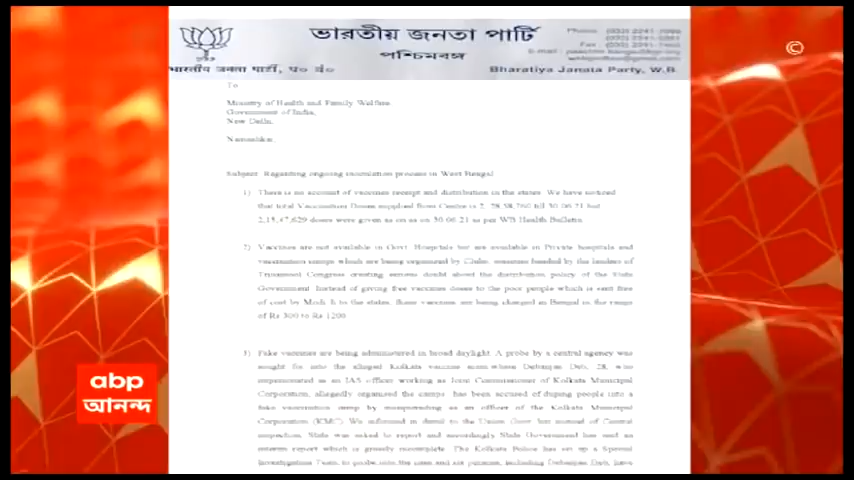 ভারতীয় জনতা পার্টি
পশ্চিমবঙ্গ
भारतीय जनता पार्टी, प० बं०
Bharatiya Janata Party, W.B.
©
To
Ministry of Health and Family Welfare
Government of India,
New Delhi.
Namashkar,
Subject: Regarding ongoing inoculation process in West Bengal
1) There is no account of vaccines receipt and distribution in the states. We have noticed
that total Vaccination Doses supplied from Centre is till 30.06.21 but
2,15,47,629 doses were given as on as on 30.06.21 as per WB Health Bulletin
2) Vaccines are not available in Govt. Hospitals but are available in Private hospitals and
vaccination camps which are being organized by Clubs, headed by the leaders of
Trinamool Congress creating serious doubt about the distribution policy of the State
Government. Instead of giving free vaccines doses to the poor people which is sent free
of cost by Modi Ji to the states, these vaccines are being charged in Bengal in the range
of Rs 300 to Rs 1200
3) Fake vaccines are being administered in broad daylight. A probe by a central agency was
sought for into the alleged Kolkata vaccine scam where Debanjan Deb, 28, who
impersonated as an IAS officer working as Joint Commissioner of Kolkata Municipal
Corporation, allegedly organised the camps has been accused of duping people into a
fake vaccination camp by masquerading as an officer of the Kolkata Municipal
Corporation (KMC). We informed in detail to the Union Govt but instead of Central
inspection, State was asked to report and accordingly State Government has sent an
interim report which is grossly incomplete. The Kolkata Police has set up a Special
Investigation Team to probe into the case and six persons, including Debanjan Deb, have
abp
আনন্দ